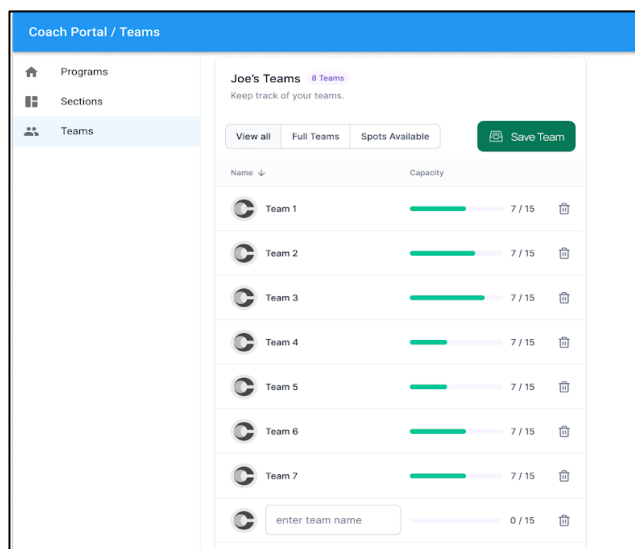 Coach Portal / Teams
Programs
Sections
Teams
Joe's Teams 8 Teams
Keep track of your teams.
View all Full Teams Spots Available Save Team
Name ↓ Capacity
Team 1 7 / 15
Team 2 7 / 15
Team 3 7 / 15
Team 4 7 / 15
Team 5 7 / 15
Team 6 7 / 15
Team 7 7 / 15
enter team name 0 / 15